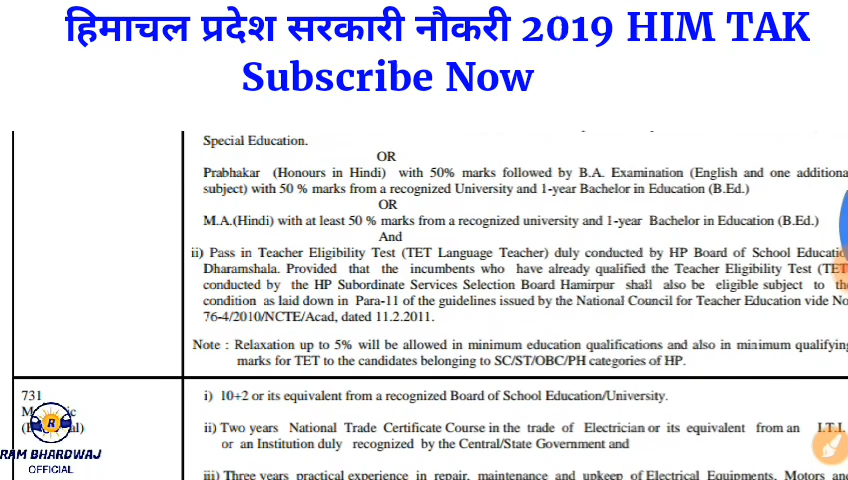 हिमाचल प्रदेश सरकारी नौकरी 2019 HIM TAK
Subscribe Now
Special Education.
OR
Prabhakar (Honours in Hindi) with 50% marks followed by B.A. Examination (English and one additiona
subject) with 50 % marks from a recognized University and 1-year Bachelor in Education (B.Ed.)
OR
M.A.(Hindi) with at least 50 % marks from a recognized university and 1-year Bachelor in Education (B.Ed.)
And
ii) Pass in Teacher Eligibility Test (TET Language Teacher) duly conducted by HP Board of School Educatio
Dharamshala. Provided that the incumbents who have already qualified the Teacher Eligibility Test (TET
conducted by the HP Subordinate Services Selection Board Hamirpur shall also be eligible subject to the
condition as laid down in Para-11 of the guidelines issued by the National Council for Teacher Education vide No
76-4/2010/NCTE/Acad, dated 11.2.2011.
Note : Relaxation up to 5% will be allowed in minimum education qualifications and also in minimum qualifying
marks for TET to the candidates belonging to SC/ST/OBC/PH categories of HP.
731
i) 10+2 or its equivalent from a recognized Board of School Education/University.
ii) Two years National Trade Certificate Course in the trade of Electrician or its equivalent from an I.T.I.
or an Institution duly recognized by the Central/State Government and
iii) Three years practical experience in repair, maintenance and upkeep of Electrical Equipments, Motors and
R
RAM BHARDWAJ
OFFICIAL